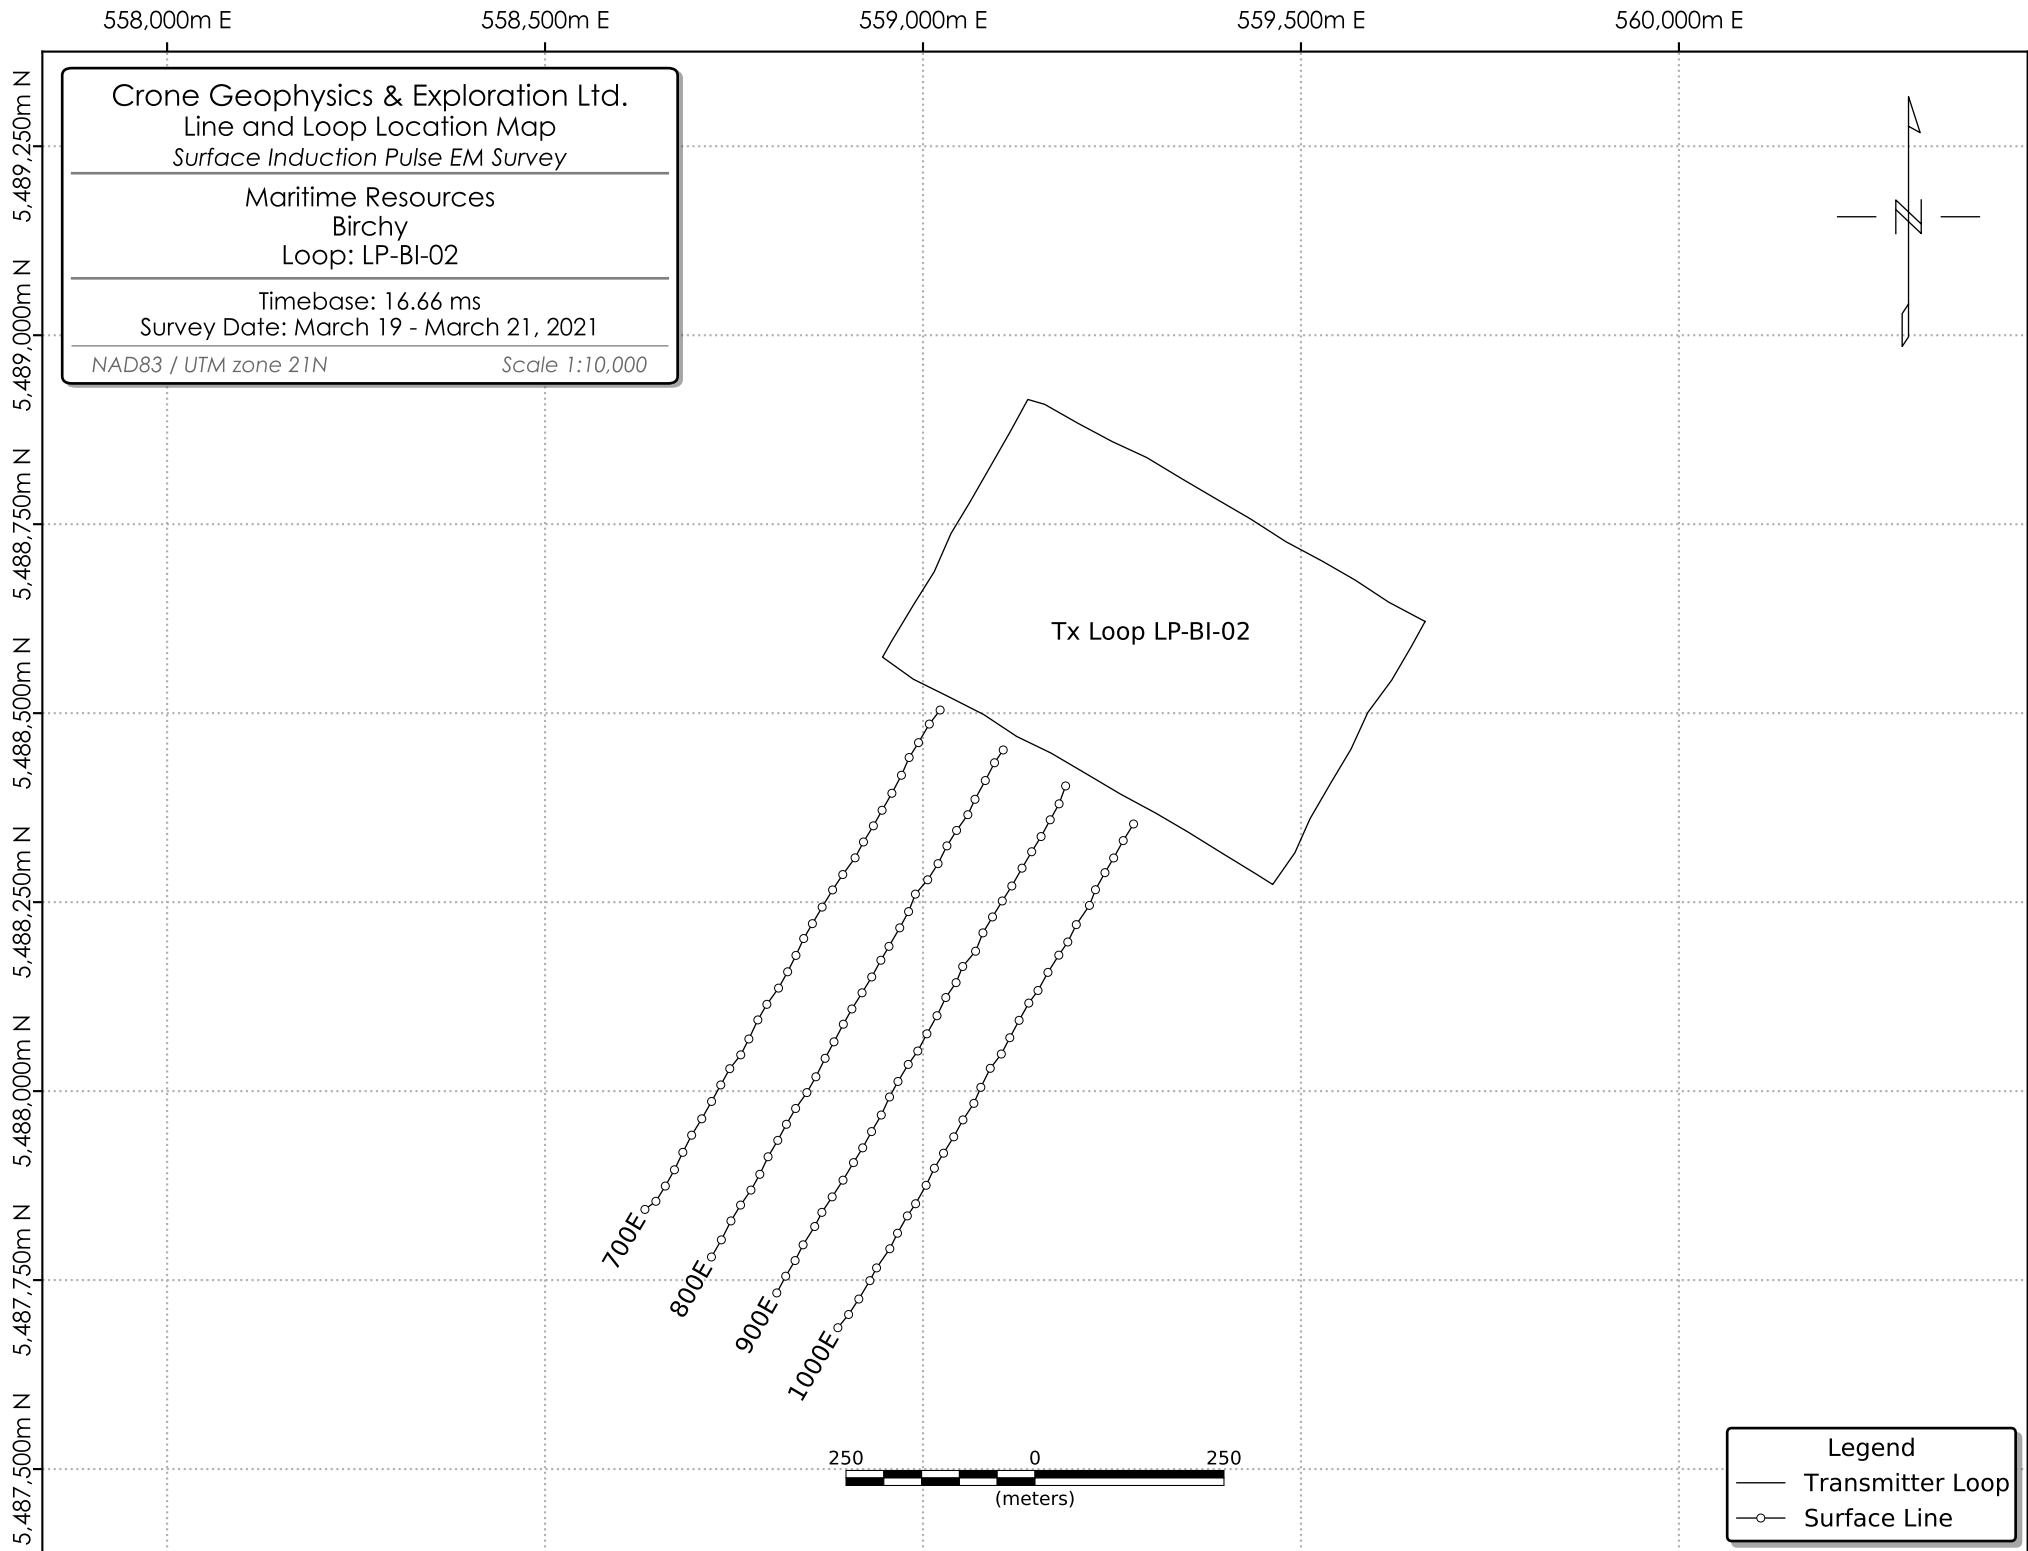 558,000m E
558,500m E
559,000m E
559,500m E
560,000m E
5,489,250m N
5,489,000m N
5,488,750m N
5,488,500m N
5,488,250m N
5,488,000m N
5,487,750m N
5,487,500m N
Crone Geophysics & Exploration Ltd.
Line and Loop Location Map
Surface Induction Pulse EM Survey
Maritime Resources
Birchy
Loop: LP-BI-02
Timebase: 16.66 ms
Survey Date: March 19 - March 21, 2021
NAD83 / UTM zone 21N Scale 1:10,000
N
Tx Loop LP-BI-02
700E
800E
900E
1000E
250 0 250
(meters)
Legend
Transmitter Loop
Surface Line